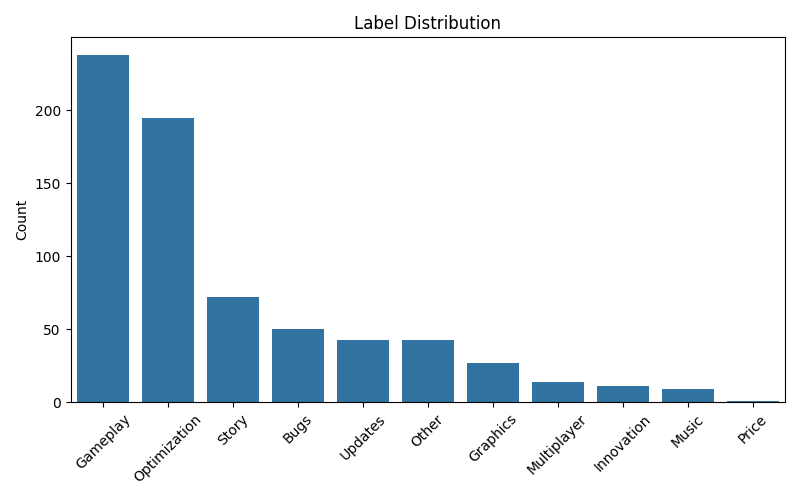 Label Distribution
Count
200
150
100
50
0
Gameplay
Optimization
Story
Bugs
Updates
Other
Graphics
Multiplayer
Innovation
Music
Price